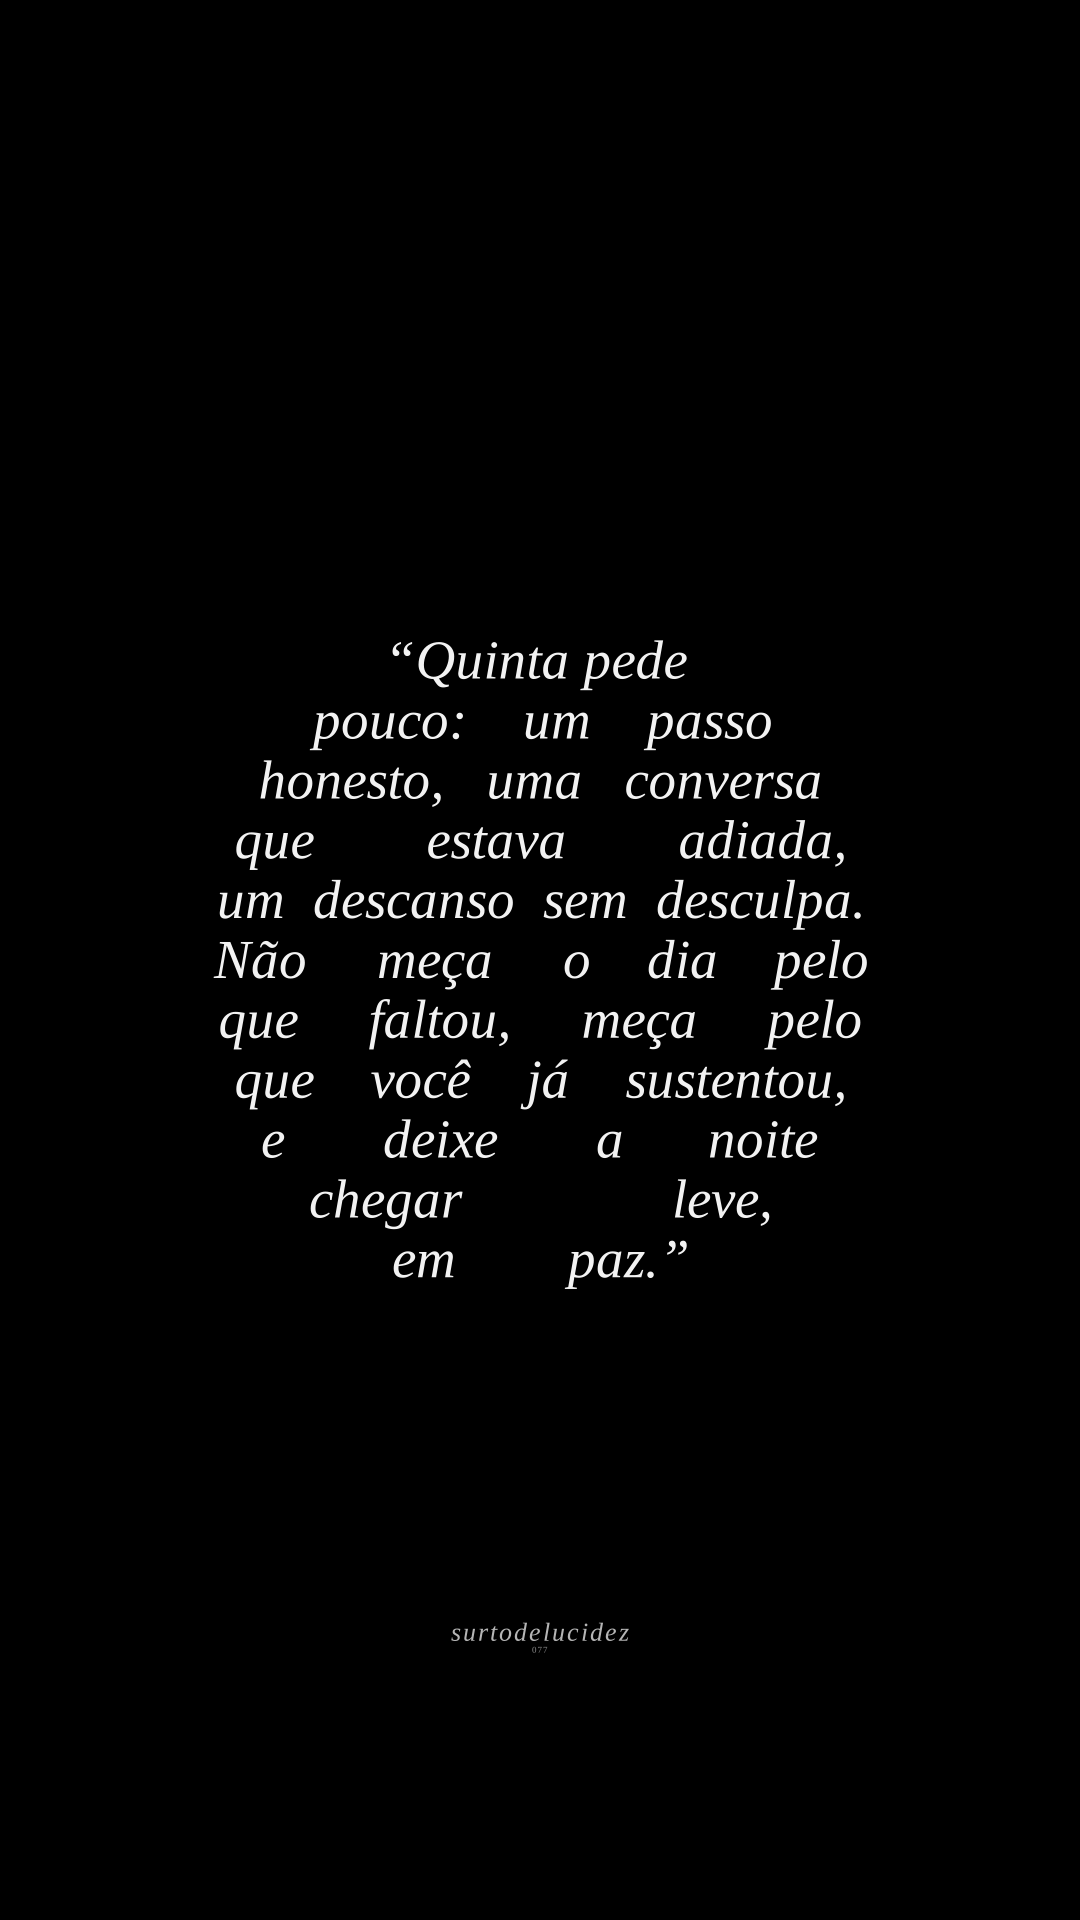 “Quinta pede
pouco: um passo
honesto, uma conversa
que estava adiada,
um descanso sem desculpa.
Não meça o dia pelo
que faltou, meça pelo
que você já sustentou,
e deixe a noite
chegar leve,
em paz.”
surtodelucidez
077